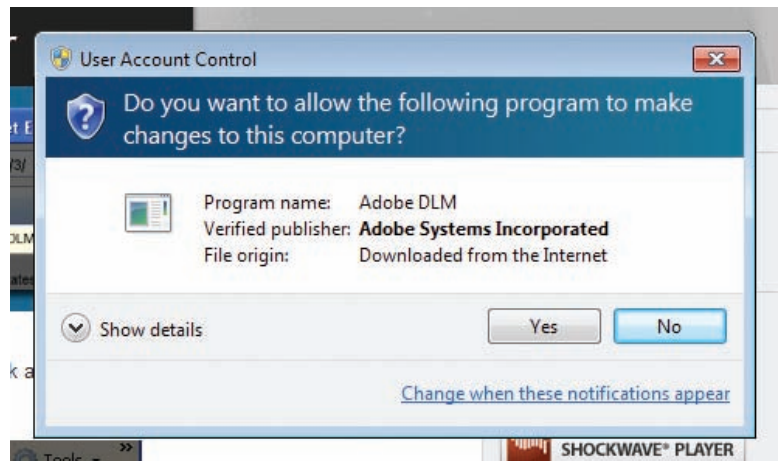 User Account Control
Do you want to allow the following program to make
changes to this computer?
Program name: Adobe DLM
Verified publisher: Adobe Systems Incorporated
File origin: Downloaded from the Internet
Show details
Yes
No
Change when these notifications appear
Tools
SHOCKWAVE® PLAYER